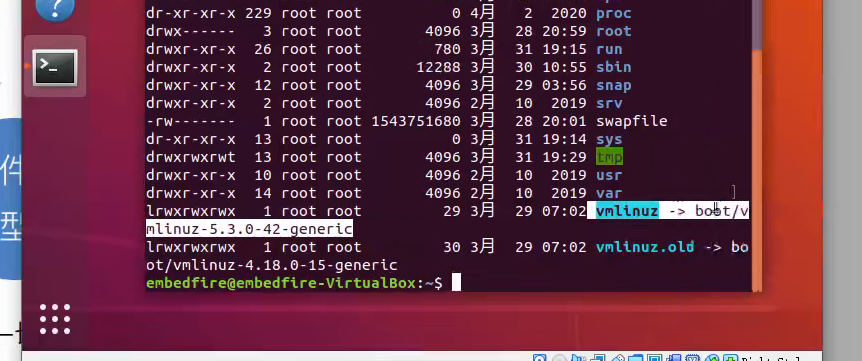 dr-xr-xr-x 229 root root 0 4月 2 2020 proc
drwx------ 3 root root 4096 3月 28 20:59 root
drwxr-xr-x 26 root root 780 3月 31 19:15 run
drwxr-xr-x 2 root root 12288 3月 30 10:55 sbin
drwxr-xr-x 12 root root 4096 3月 29 03:56 snap
drwxr-xr-x 2 root root 4096 2月 10 2019 srv
-rw------- 1 root root 1543751680 3月 28 20:01 swapfile
dr-xr-xr-x 13 root root 0 3月 31 19:14 sys
drwxrwxrwt 13 root root 4096 3月 31 19:29 tmp
drwxr-xr-x 10 root root 4096 2月 10 2019 usr
drwxr-xr-x 14 root root 4096 2月 10 2019 var
lrwxrwxrwx 1 root root 29 3月 29 07:02 vmlinuz -> boot/v
mlinuz-5.3.0-42-generic
lrwxrwxrwx 1 root root 30 3月 29 07:02 vmlinuz.old -> bo
ot/vmlinuz-4.18.0-15-generic
embedfire@embedfire-VirtualBox:~$
件
型